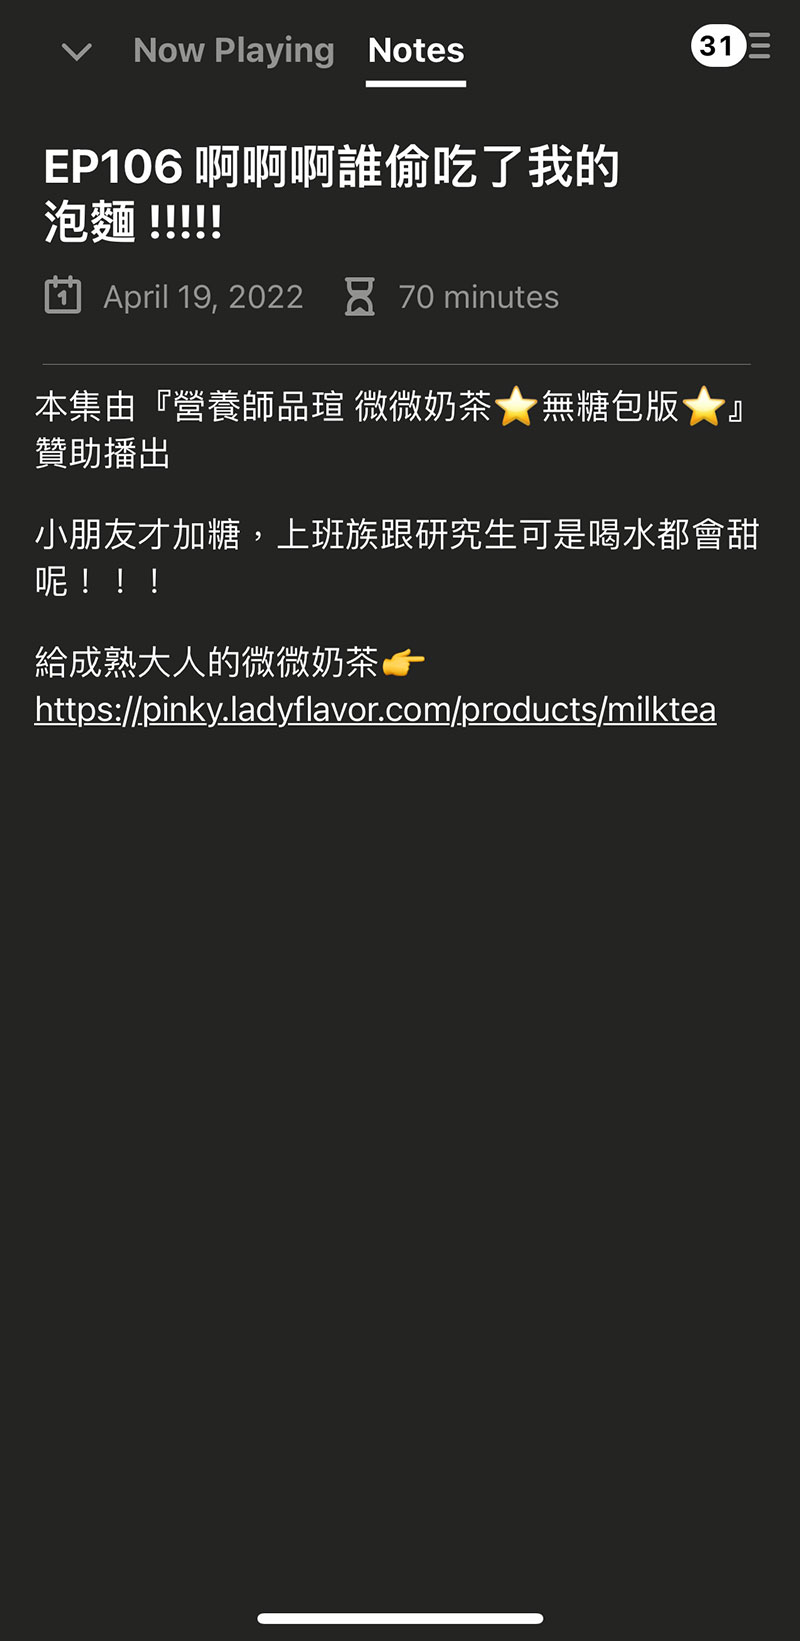 Now Playing Notes 31
EP106 啊啊啊誰偷吃了我的
泡麵 !!!!!
1 April 19, 2022 70 minutes
本集由『營養師品瑄 微微奶茶⭐無糖包版⭐』
贊助播出
小朋友才加糖，上班族跟研究生可是喝水都會甜
呢！！！
給成熟大人的微微奶茶👉
https://pinky.ladyflavor.com/products/milktea